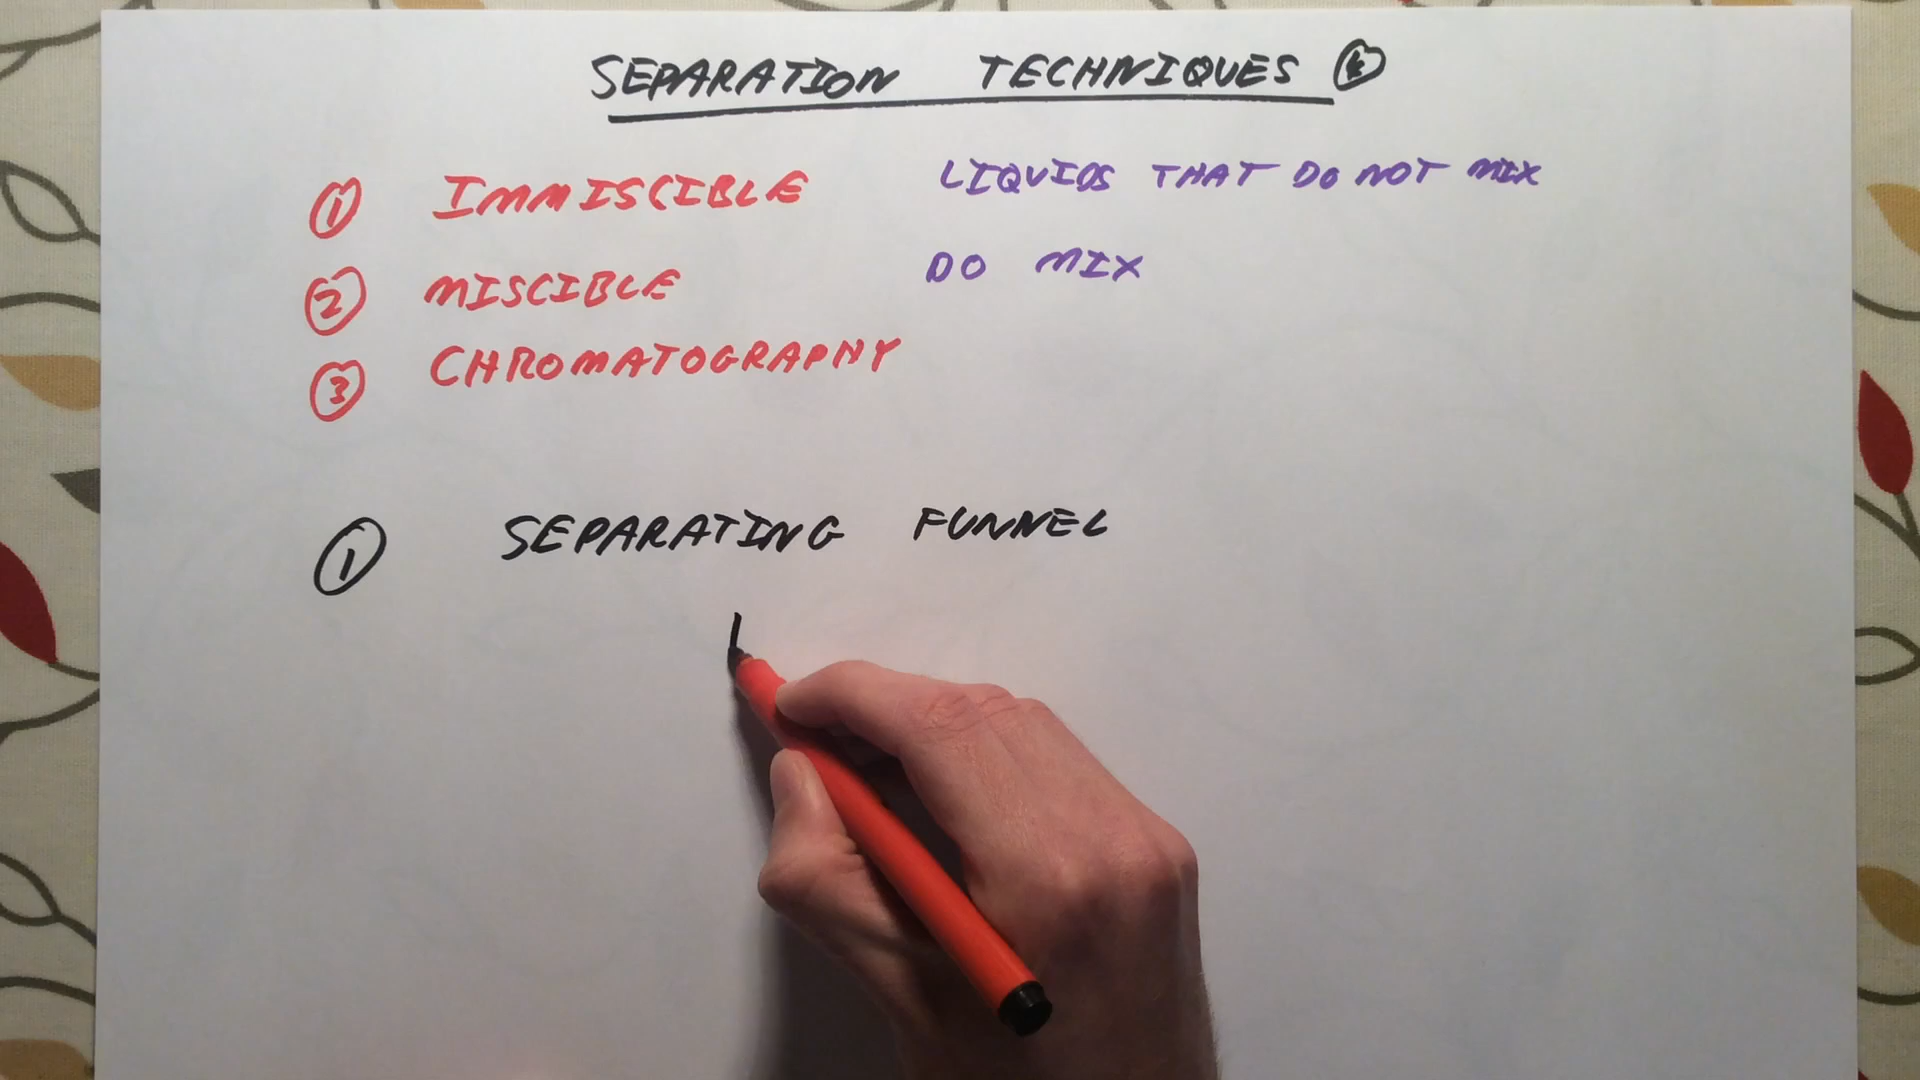 SEPARATION TECHNIQUES
① IMMISCIBLE LIQUIDS THAT DO NOT MIX
② MISCIBLE DO MIX
③ CHROMATOGRAPHY
① SEPARATING FUNNEL